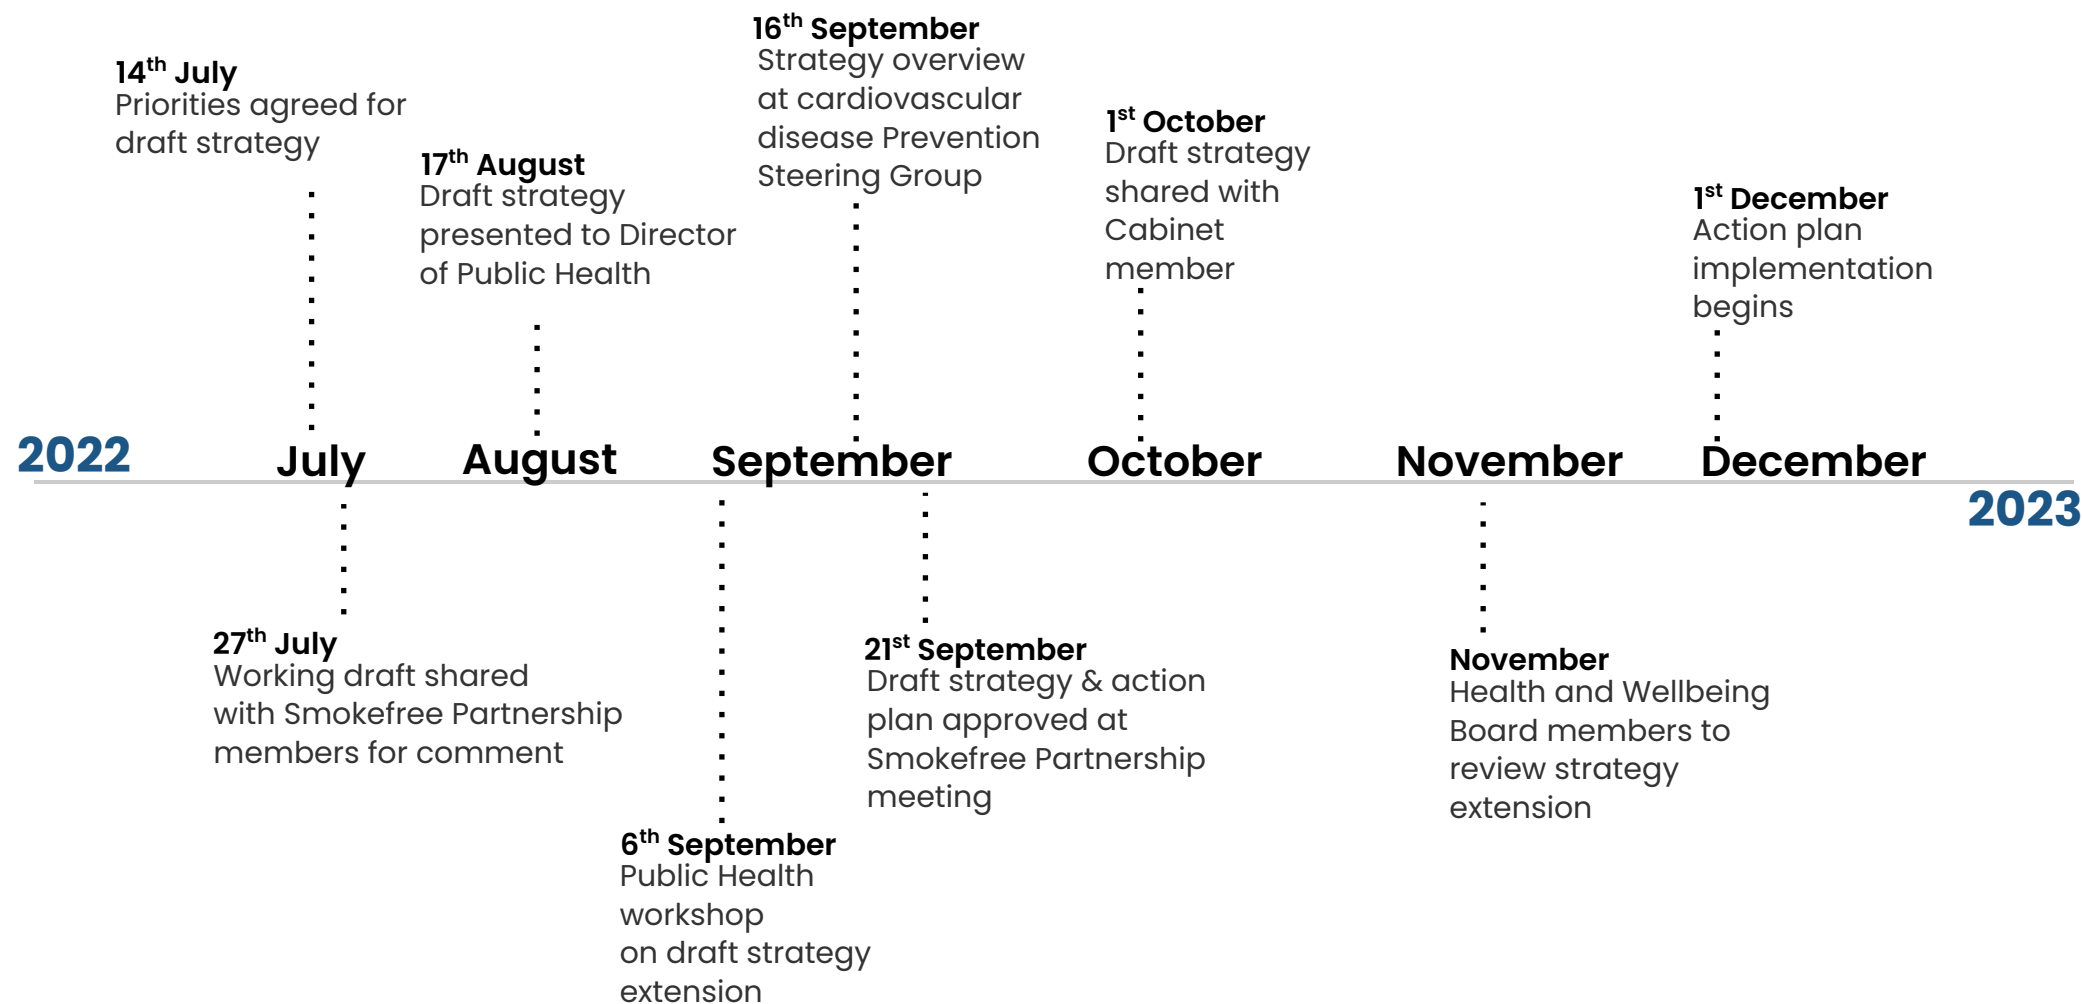 14th July
Priorities agreed for
draft strategy
17th August
Draft strategy
presented to Director
of Public Health
16th September
Strategy overview
at cardiovascular
disease Prevention
Steering Group
1st October
Draft strategy
shared with
Cabinet
member
1st December
Action plan
implementation
begins
2022
July
August
September
October
November
December
2023
27th July
Working draft shared
with Smokefree Partnership
members for comment
6th September
Public Health
workshop
on draft strategy
extension
21st September
Draft strategy & action
plan approved at
Smokefree Partnership
meeting
November
Health and Wellbeing
Board members to
review strategy
extension